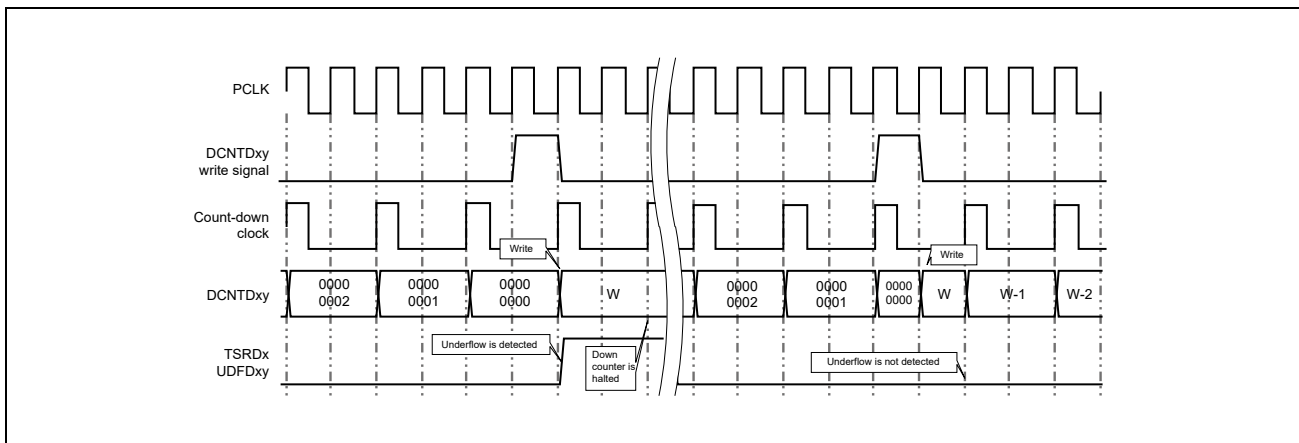 PCLK
DCNTDxy
write signal
Count-down
clock
Write
Write
DCNTDxy
0000
0002
0000
0001
0000
0000
W
0000
0002
0000
0001
0000
0000
W
W-1
W-2
TSRDx
UDFDxy
Underflow is detected
Down
counter is
halted
Underflow is not detected